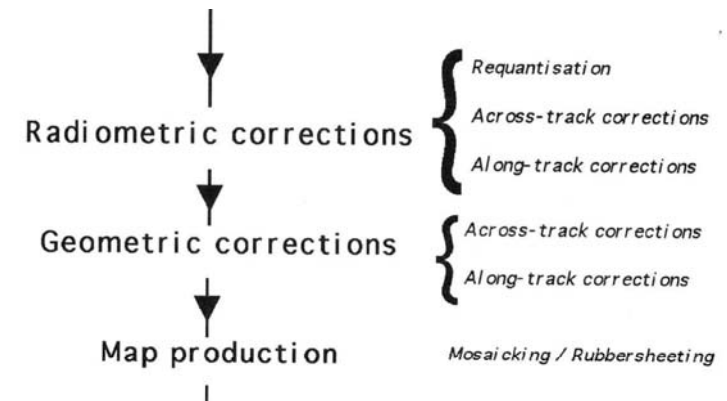 Requantisation
Radiometric corrections
Across-track corrections
Along-track corrections
Geometric corrections
Across-track corrections
Along-track corrections
Map production
Mosaicking / Rubbersheeting